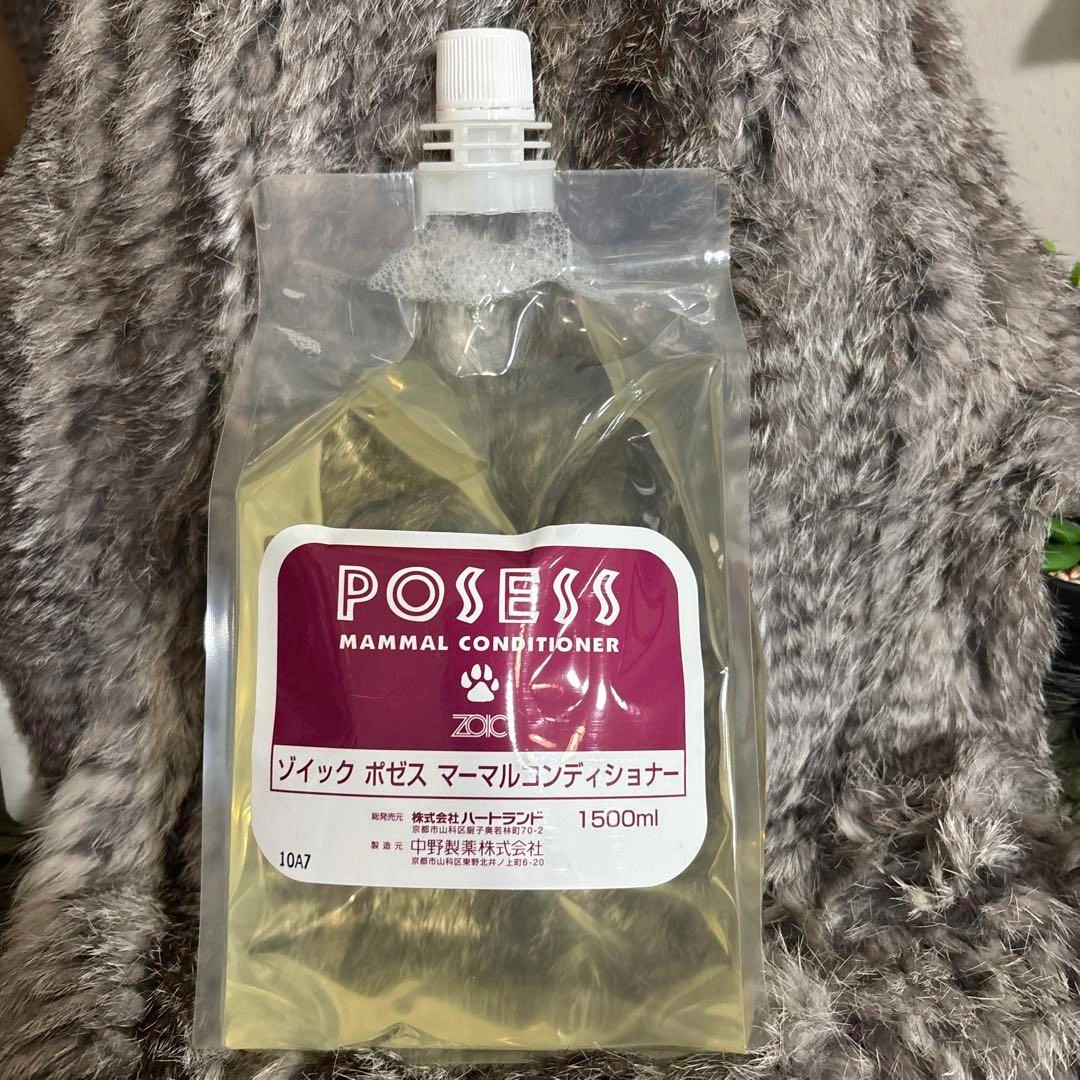 POSESS
MAMMAL CONDITIONER
ZOIC
ゾイック ポゼス マーマルコンディショナー
総発売元 株式会社ハートランド 1500ml
京都市山科区厨子奥若林町70-2
製造元 中野製薬株式会社
京都市山科区東野北井ノ上町6-20
10A7